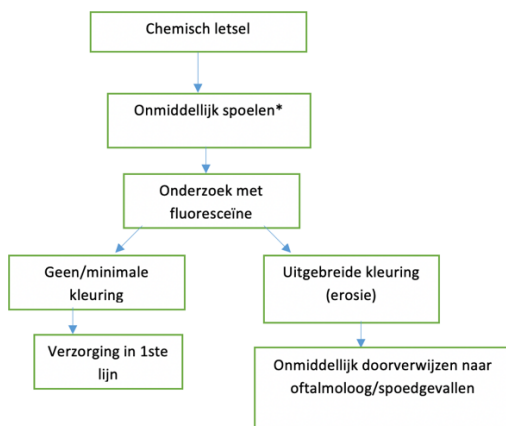 Chemisch letsel
Onmiddellijk spoelen*
Onderzoek met
fluoresceïne
Geen/minimale
kleuring
Uitgebreide kleuring
(erosie)
Verzorging in 1ste
lijn
Onmiddellijk doorverwijzen naar
oftalmoloog/spoedgevallen